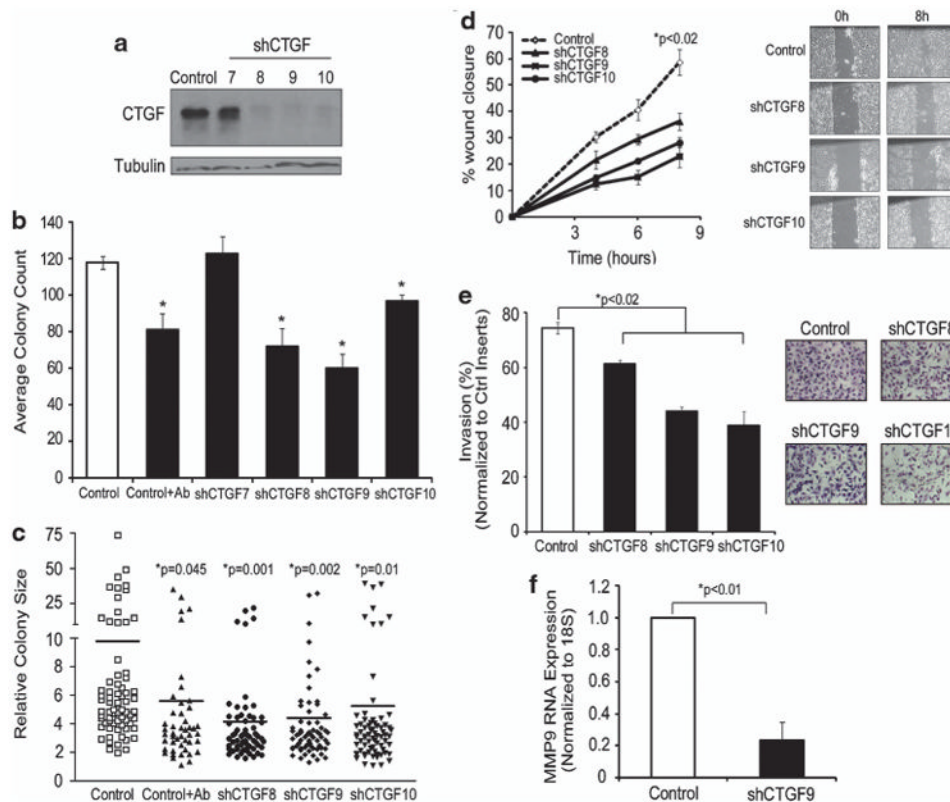 a
shCTGF
Control 7 8 9 10
CTGF
Tubulin
b
Average Colony Count
140
120
100
80
60
40
20
0
*
*
*
*
Control Control+Ab shCTGF7 shCTGF8 shCTGF9 shCTGF10
c
Relative Colony Size
75
50
25
10
8
6
4
2
0
*p=0.045 *p=0.001 *p=0.002 *p=0.01
Control Control+Ab shCTGF8 shCTGF9 shCTGF10
d
% wound closure
70
60
50
40
30
20
10
0
Control
shCTGF8
shCTGF9
shCTGF10
*p<0.02
3 6 9
Time (hours)
0h 8h
Control
shCTGF8
shCTGF9
shCTGF10
e
Invasion (%)
(Normalized to Ctrl Inserts)
80
60
40
20
0
*p<0.02
Control shCTGF8 shCTGF9 shCTGF10
Control shCTGF8
shCTGF9 shCTGF1
f
MMP9 RNA Expression
(Normalized to 18S)
1.2
1.0
0.8
0.6
0.4
0.2
0
*p<0.01
Control shCTGF9